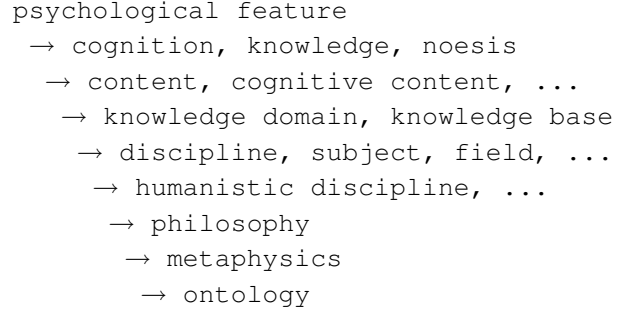 psychological feature
→ cognition, knowledge, noesis
→ content, cognitive content, ...
→ knowledge domain, knowledge base
→ discipline, subject, field, ...
→ humanistic discipline, ...
→ philosophy
→ metaphysics
→ ontology